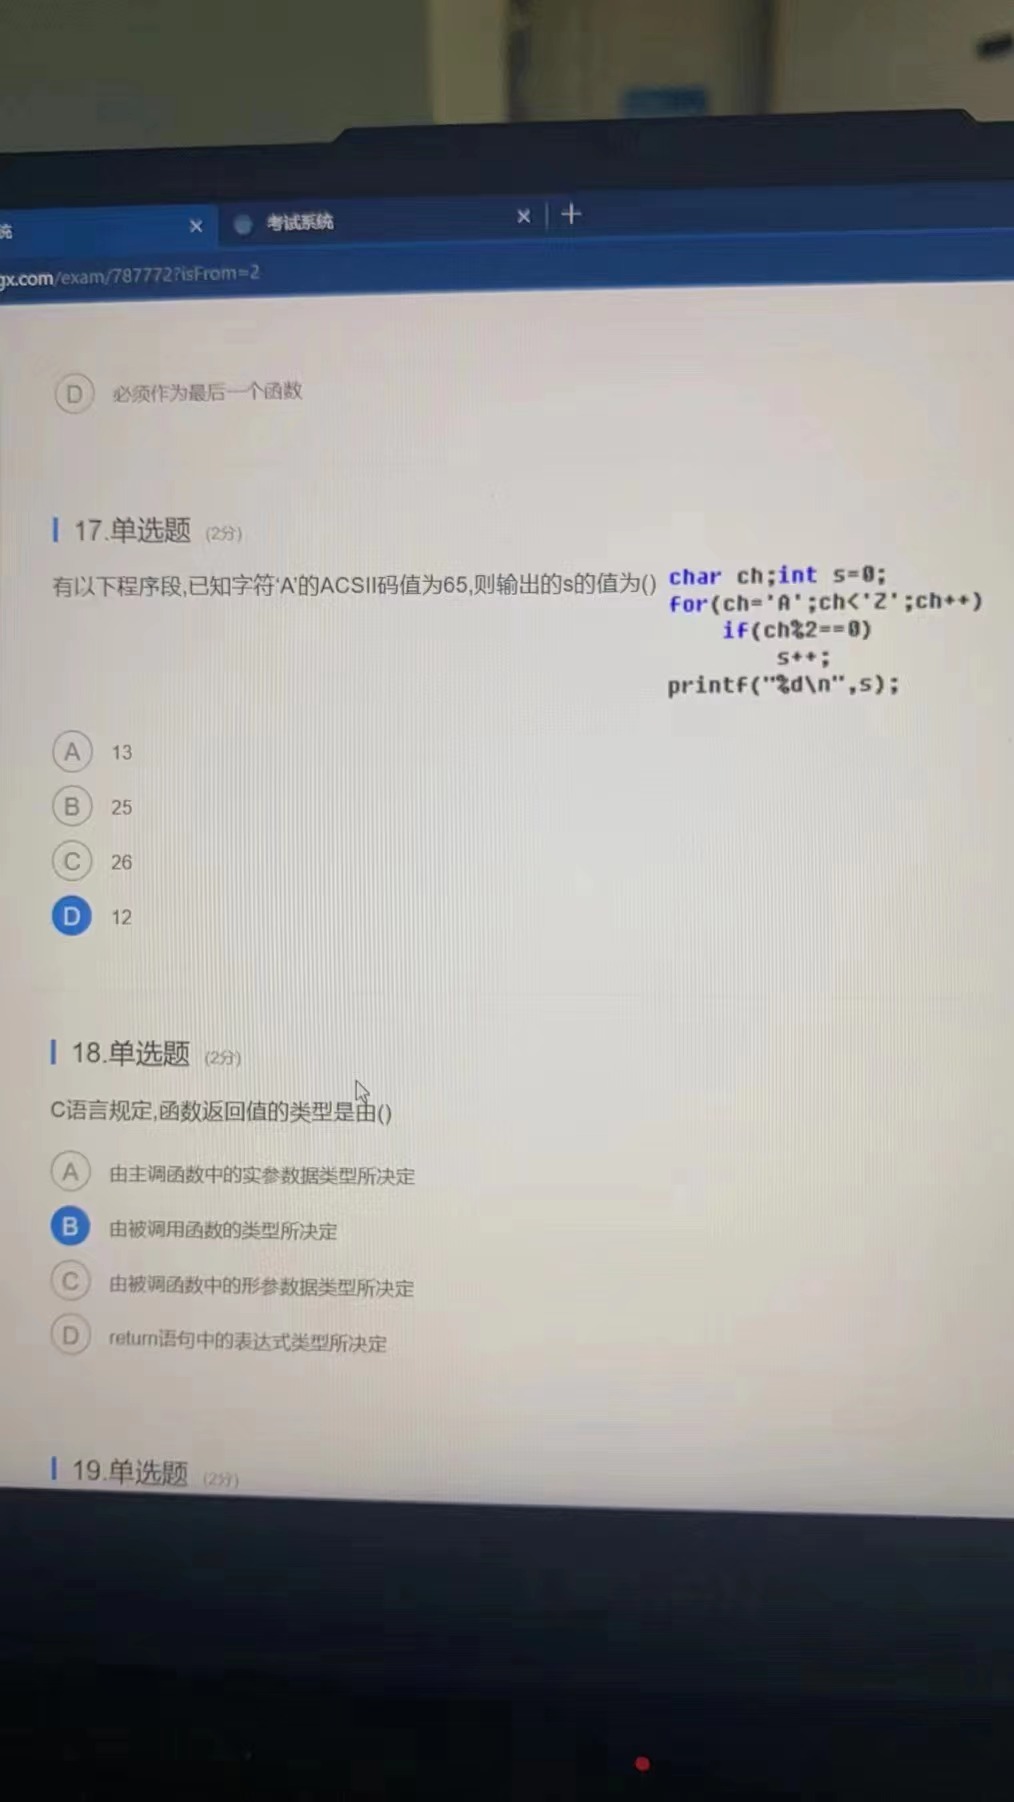 统
考试系统
gx.com/exam/787772?isFrom=2
D 必须作为最后一个函数
17.单选题 (2分)
有以下程序段,已知字符'A'的ACSII码值为65,则输出的s的值为()
char ch;int s=0;
for(ch='A';ch<'Z';ch++)
if(ch%2==0)
s++;
printf("%d\n",s);
A 13
B 25
C 26
D 12
18.单选题 (2分)
C语言规定,函数返回值的类型是由()
A 由主调函数中的实参数据类型所决定
B 由被调用函数的类型所决定
C 由被调函数中的形参数据类型所决定
D return语句中的表达式类型所决定
19.单选题 (2分)